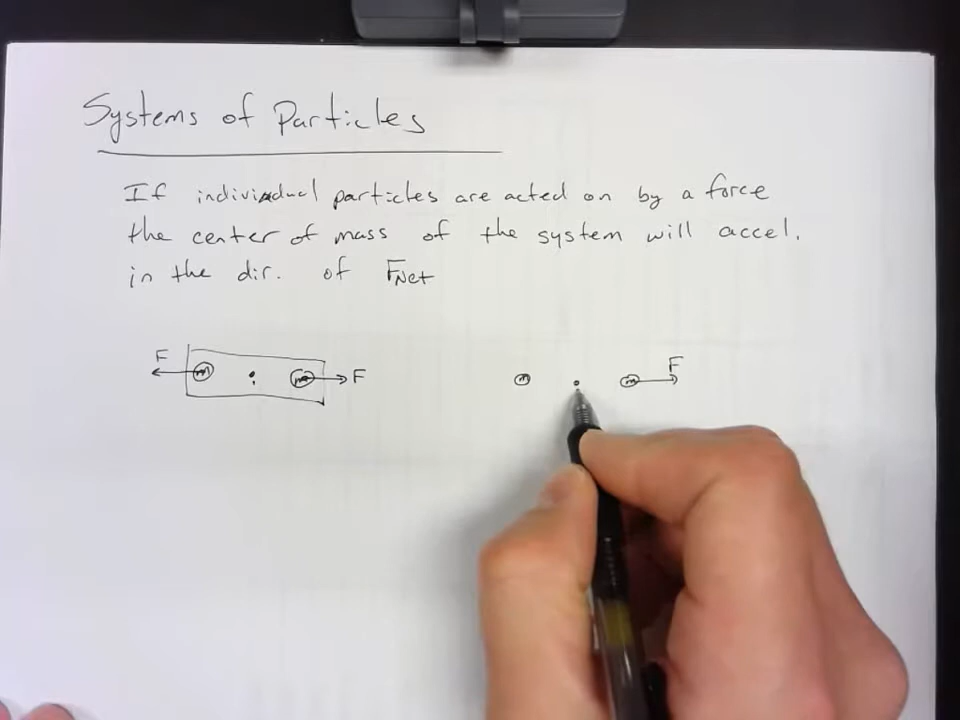 Systems of Particles
If individual particles are acted on by a force
the center of mass of the system will accel.
in the dir. of FNet
F m m F
m m F